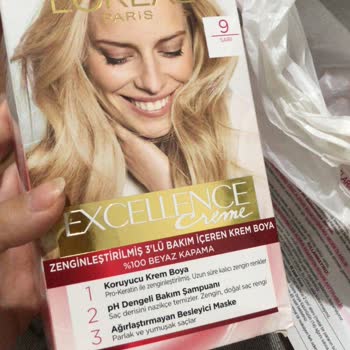 L'ORÉAL
PARIS
9
SARI
EXCELLENCE
Creme
ZENGİNLEŞTİRİLMİŞ 3'LÜ BAKIM İÇEREN KREM BOYA
%100 BEYAZ KAPAMA
1 Koruyucu Krem Boya
Pro-Keratin ile zenginleştirilmiş. Uzun süre kalıcı zengin renkler
2 pH Dengeli Bakım Şampuanı
Saç derisini nazikçe temizler. Zengin, doğal saç rengi
3 Ağırlaştırmayan Besleyici Maske
Parlak ve yumuşak saçlar